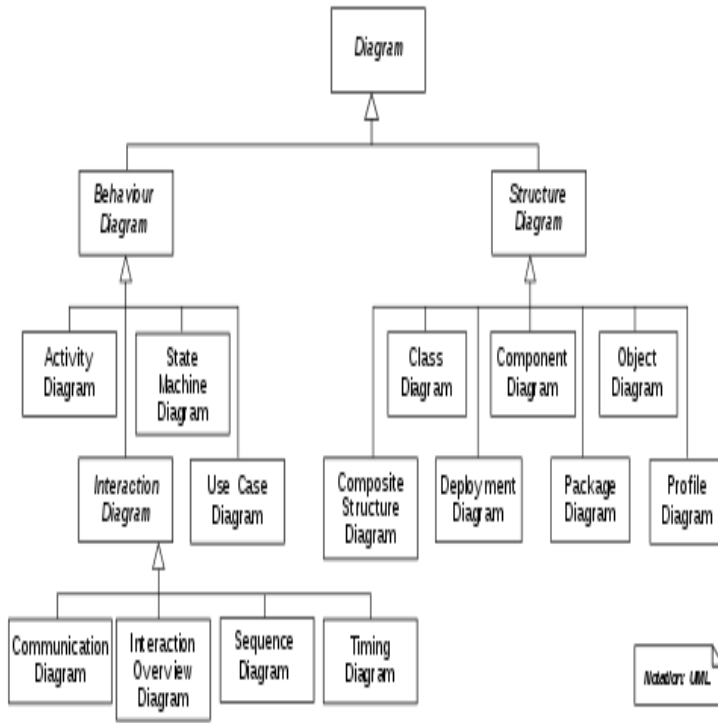 Diagram
Behaviour
Diagram
Structure
Diagram
Activity
Diagram
State
Machine
Diagram
Class
Diagram
Component
Diagram
Object
Diagram
Interaction
Diagram
Use Case
Diagram
Composite
Structure
Diagram
Deployment
Diagram
Package
Diagram
Profile
Diagram
Communication
Diagram
Interaction
Overview
Diagram
Sequence
Diagram
Timing
Diagram
Notation: UML